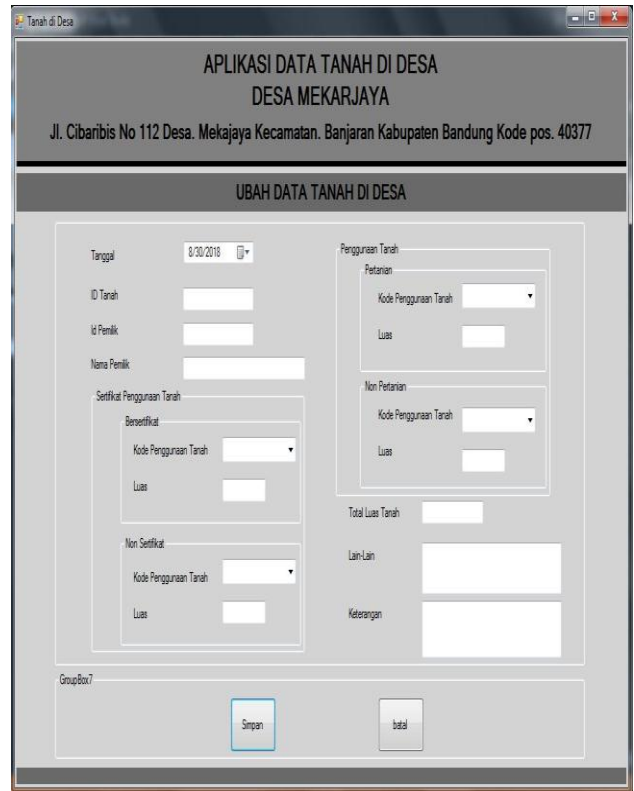 Tanah di Desa
APLIKASI DATA TANAH DI DESA
DESA MEKARJAYA
Jl. Cibaribis No 112 Desa. Mekajaya Kecamatan. Banjaran Kabupaten Bandung Kode pos. 40377
UBAH DATA TANAH DI DESA
Tanggal
8/30/2018
ID Tanah
Id Pemilik
Nama Pemilik
Sertifikat Penggunaan Tanah
Bersertifikat
Kode Penggunaan Tanah
Luas
Non Sertifikat
Kode Penggunaan Tanah
Luas
Penggunaan Tanah
Pertanian
Kode Penggunaan Tanah
Luas
Non Pertanian
Kode Penggunaan Tanah
Luas
Total Luas Tanah
Lain-Lain
Keterangan
GroupBox7
Simpan
batal